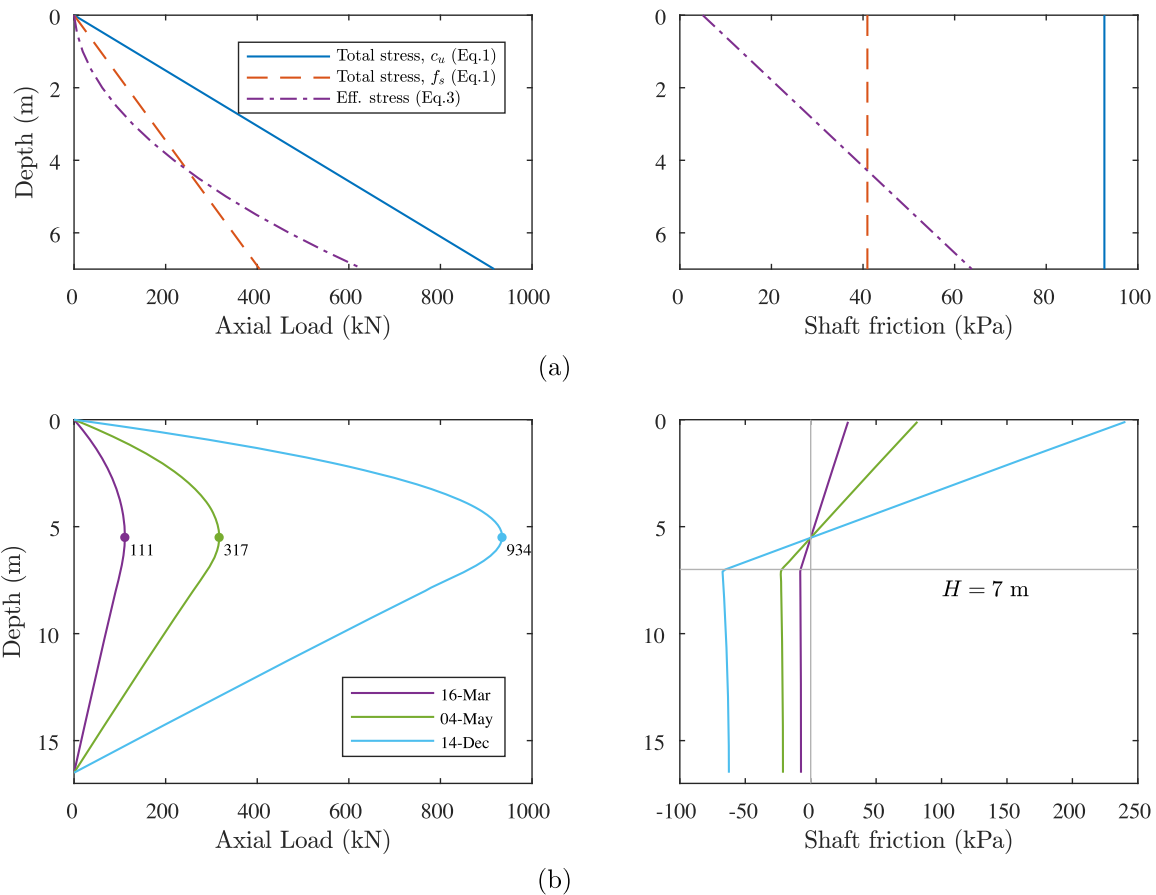 0
2
4
6
Depth (m)
Total stress, cu (Eq.1)
Total stress, fs (Eq.1)
Eff. stress (Eq.3)
0 200 400 600 800 1000
Axial Load (kN)
0
2
4
6
0 20 40 60 80 100
Shaft friction (kPa)
(a)
0
5
10
15
Depth (m)
111
317
934
16-Mar
04-May
14-Dec
0 200 400 600 800 1000
Axial Load (kN)
0
5
10
15
H = 7 m
-100 -50 0 50 100 150 200 250
Shaft friction (kPa)
(b)